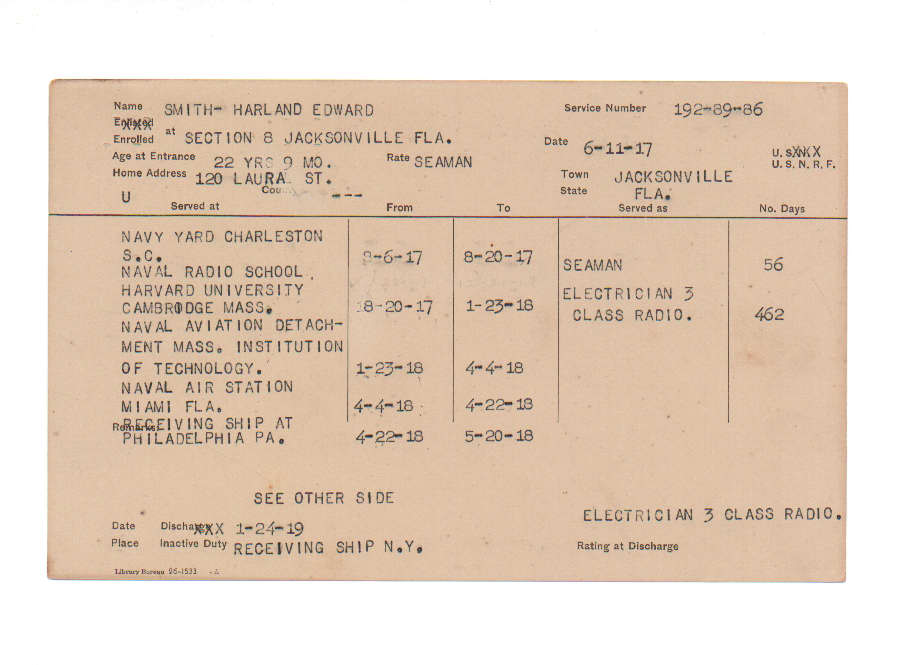 Name SMITH- HARLAND EDWARD Service Number 192-89-86
Enlisted XXX
Enrolled at SECTION 8 JACKSONVILLE FLA. Date 6-11-17 U. S. N. XX
Age at Entrance 22 YRS 9 MO. Rate SEAMAN U. S. N. R. F.
Home Address 120 LAURA ST. Town JACKSONVILLE
U --- State FLA.
Served at From To Served as No. Days
NAVY YARD CHARLESTON
S.C. 8-6-17 8-20-17 SEAMAN 56
NAVAL RADIO SCHOOL
HARVARD UNIVERSITY ELECTRICIAN 3
CAMBRIDGE MASS. 8-20-17 1-23-18 CLASS RADIO. 462
NAVAL AVIATION DETACH-
MENT MASS. INSTITUTION
OF TECHNOLOGY. 1-23-18 4-4-18
NAVAL AIR STATION
MIAMI FLA. 4-4-18 4-22-18
RECEIVING SHIP AT
Remarks: PHILADELPHIA PA. 4-22-18 5-20-18
SEE OTHER SIDE
ELECTRICIAN 3 CLASS RADIO.
Date Discharge XXX 1-24-19
Place Inactive Duty RECEIVING SHIP N.Y. Rating at Discharge
Library Bureau 26-1533